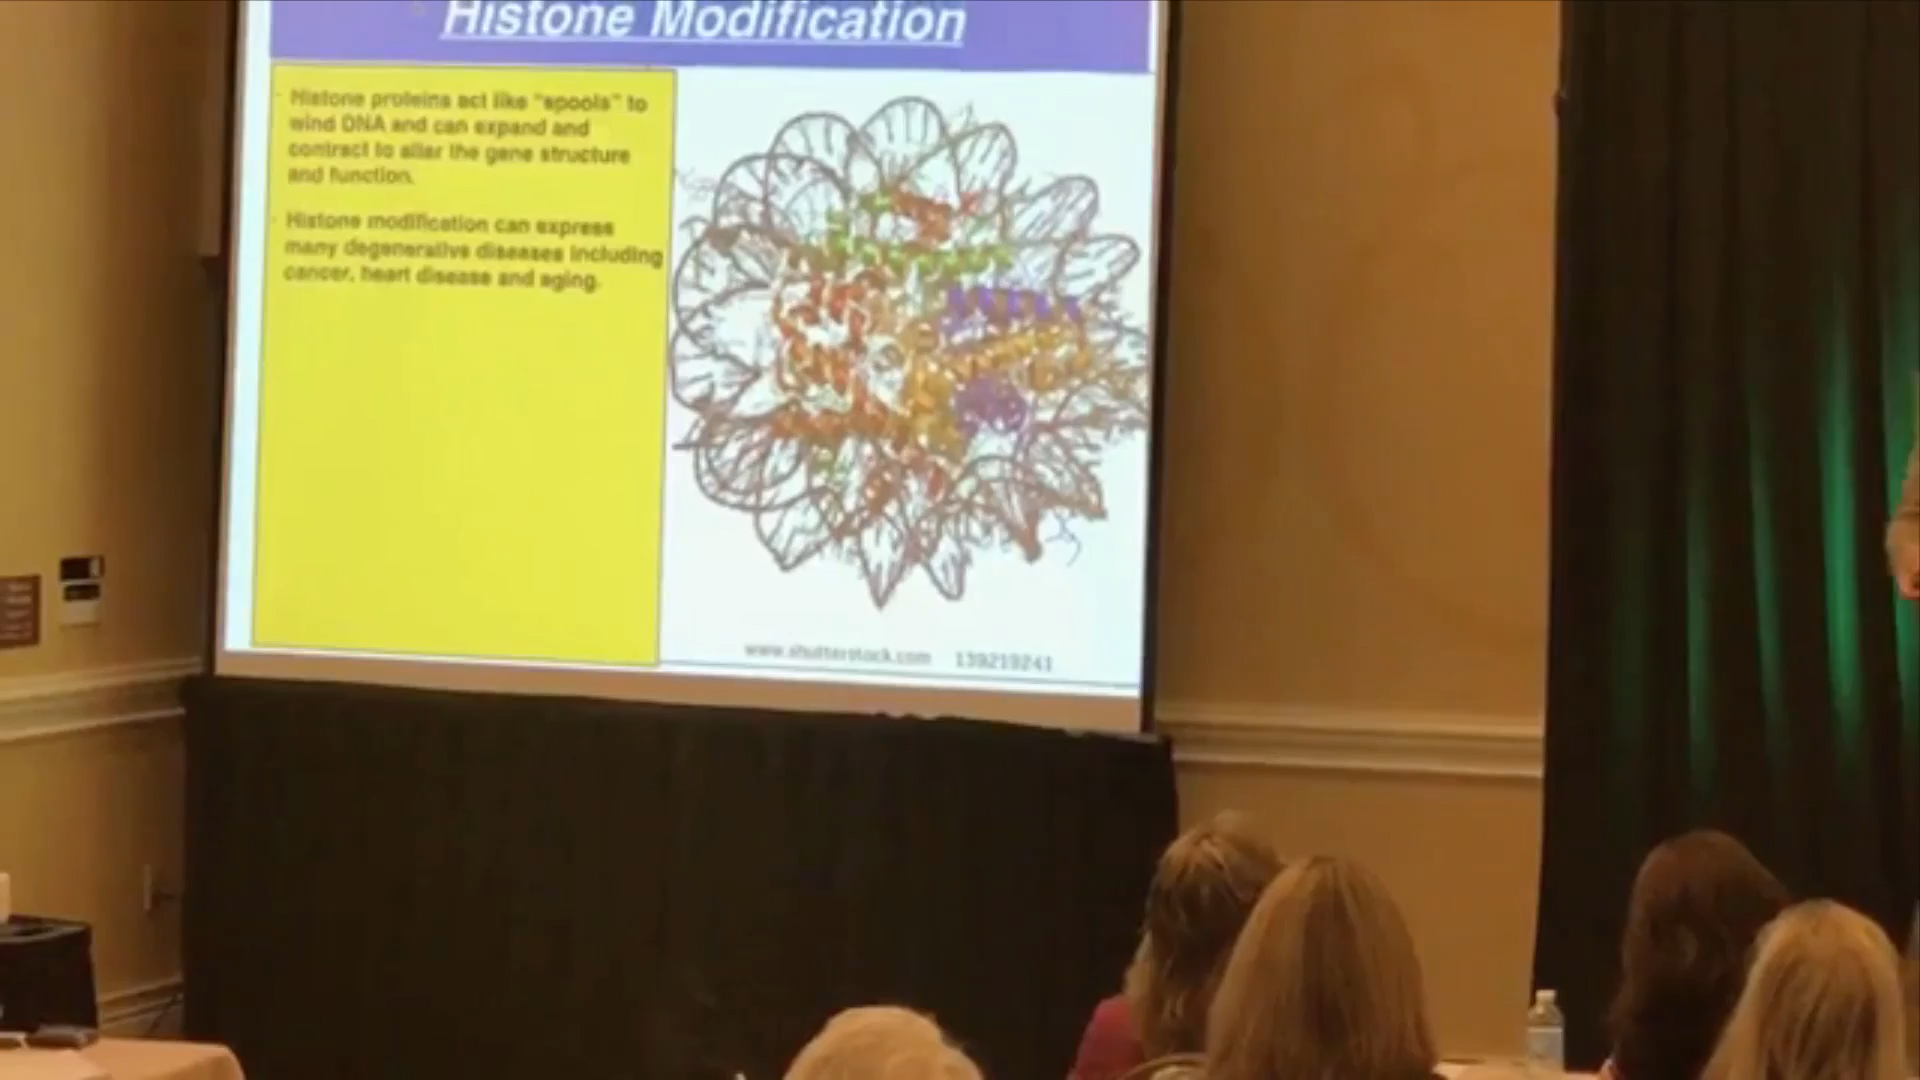 Histone Modification
Histone proteins act like "spools" to
wind DNA and can expand and
contract to alter the gene structure
and function.
Histone modification can express
many degenerative diseases including
cancer, heart disease and aging.
www.shutterstock.com 139219241